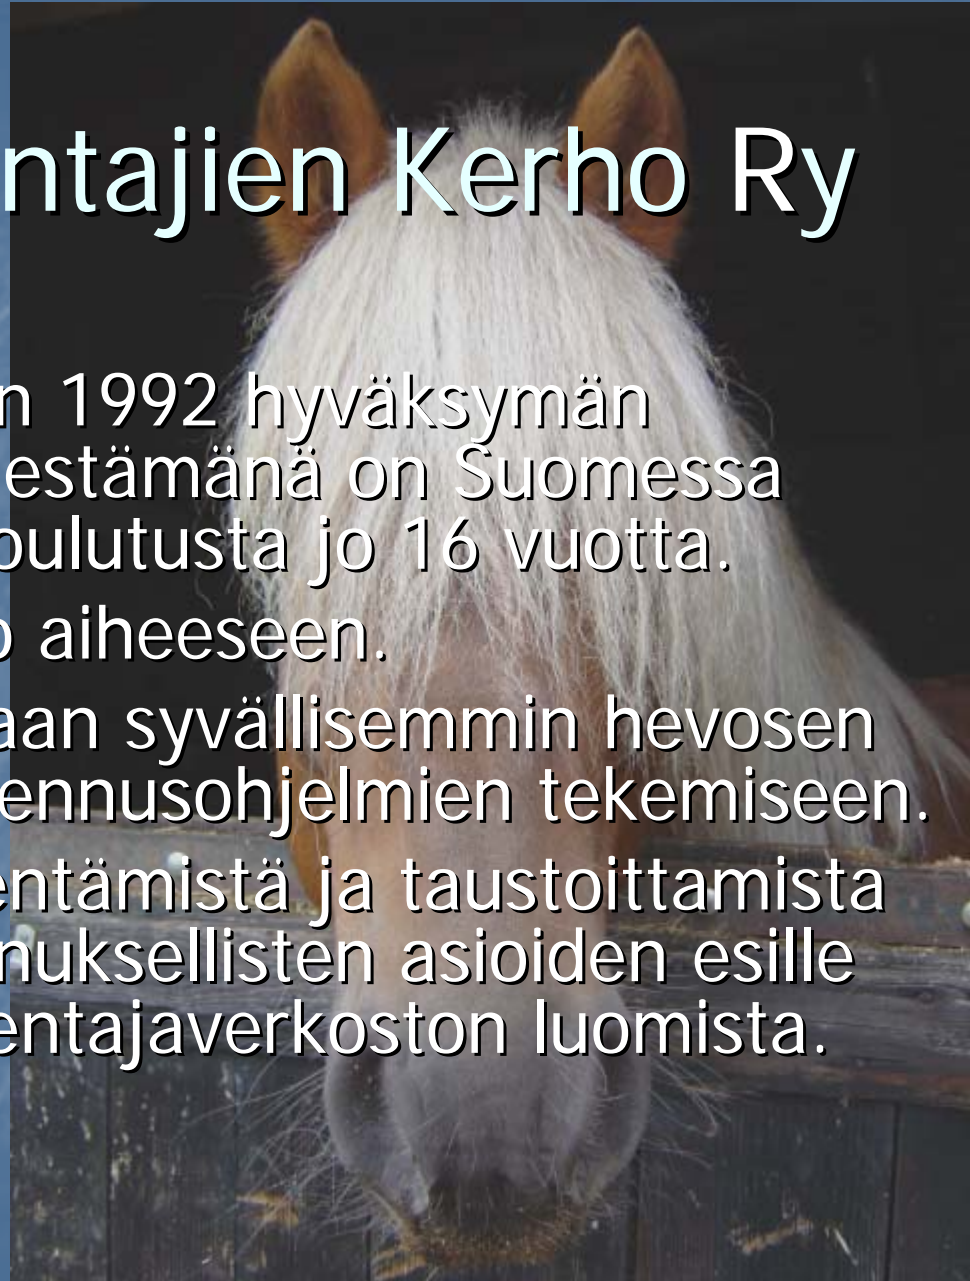 ntajien Kerho Ry
n 1992 hyväksymän
estämänä on Suomessa
oulutusta jo 16 vuotta.
o aiheeseen.
aan syvällisemmin hevosen
ennusohjelmien tekemiseen.
entämistä ja taustoittamista
nuksellisten asioiden esille
entajaverkoston luomista.